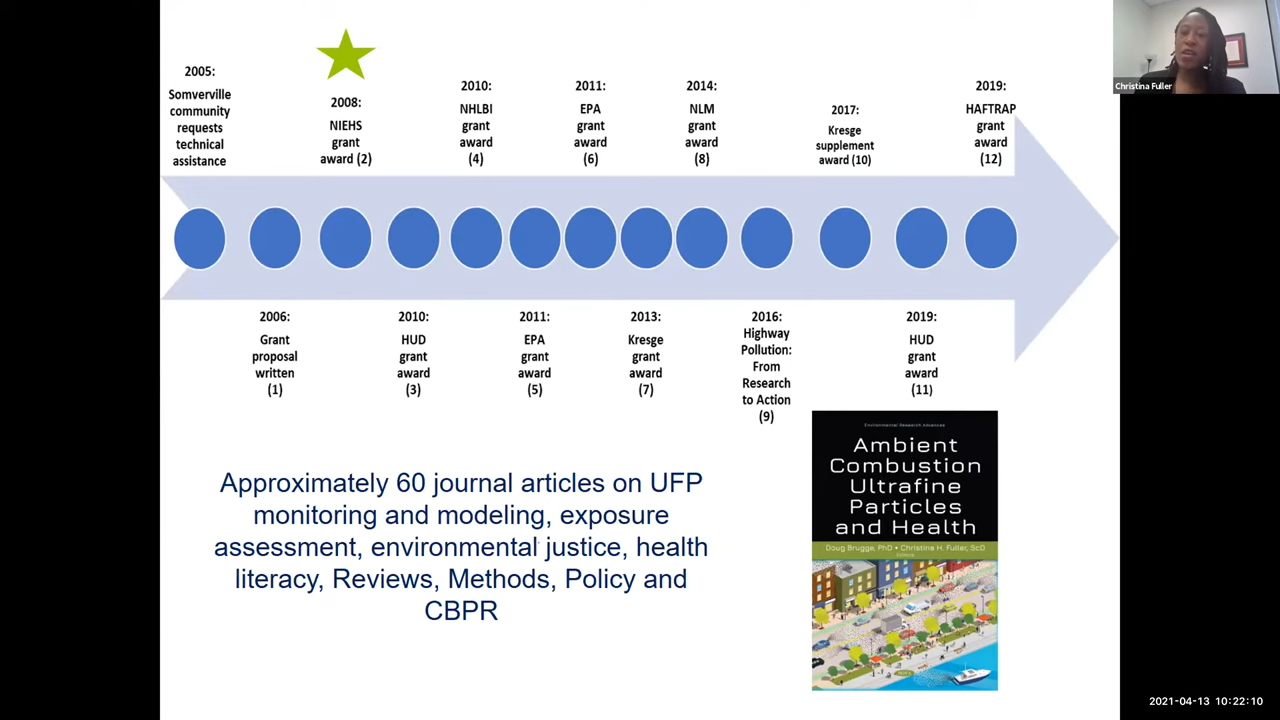 2005:
Somverville
community
requests
technical
assistance
2008:
NIEHS
grant
award (2)
2010:
NHLBI
grant
award
(4)
2011:
EPA
grant
award
(6)
2014:
NLM
grant
award
(8)
2017:
Kresge
supplement
award (10)
2019:
HAFTRAP
grant
award
(12)
Christina Fuller
2006:
Grant
proposal
written
(1)
2010:
HUD
grant
award
(3)
2011:
EPA
grant
award
(5)
2013:
Kresge
grant
award
(7)
2016:
Highway
Pollution:
From
Research
to Action
(9)
2019:
HUD
grant
award
(11)
Approximately 60 journal articles on UFP
monitoring and modeling, exposure
assessment, environmental justice, health
literacy, Reviews, Methods, Policy and
CBPR
Environmental Research Advances
Ambient
Combustion
Ultrafine
Particles
and Health
Doug Brugge, PhD • Christina H. Fuller, ScD
Editors
2021-04-13 10:22:10